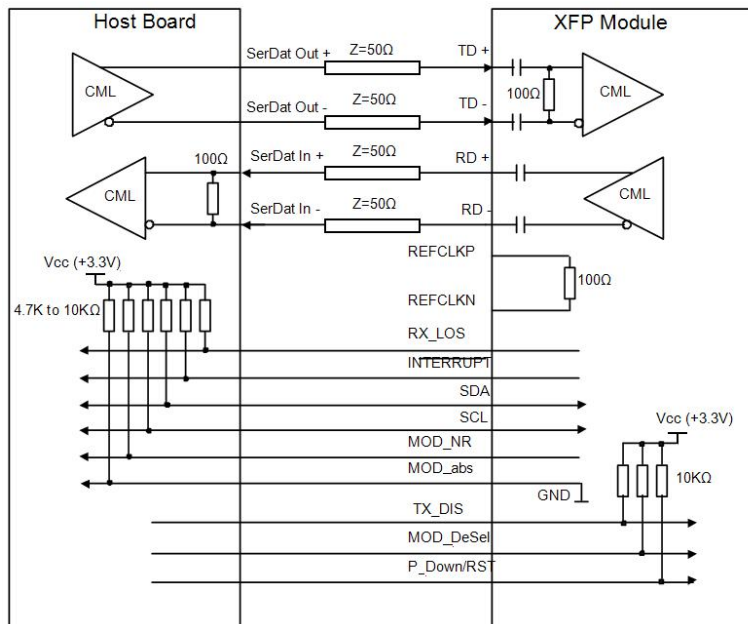 Host Board
XFP Module
SerDat Out +
Z=50Ω
TD +
CML
100Ω
CML
SerDat Out -
Z=50Ω
TD -
100Ω
SerDat In +
Z=50Ω
RD +
CML
CML
SerDat In -
Z=50Ω
RD -
Vcc (+3.3V)
REFCLKP
100Ω
4.7K to 10KΩ
REFCLKN
RX_LOS
INTERRUPT
SDA
SCL
Vcc (+3.3V)
MOD_NR
MOD_abs
10KΩ
GND
TX_DIS
MOD_DeSel
P_Down/RST